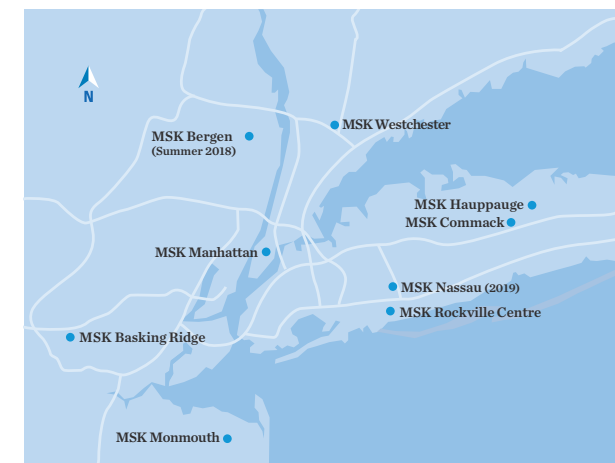 N
MSK Westchester
MSK Bergen
(Summer 2018)
MSK Hauppauge
MSK Commack
MSK Manhattan
MSK Nassau (2019)
MSK Rockville Centre
MSK Basking Ridge
MSK Monmouth